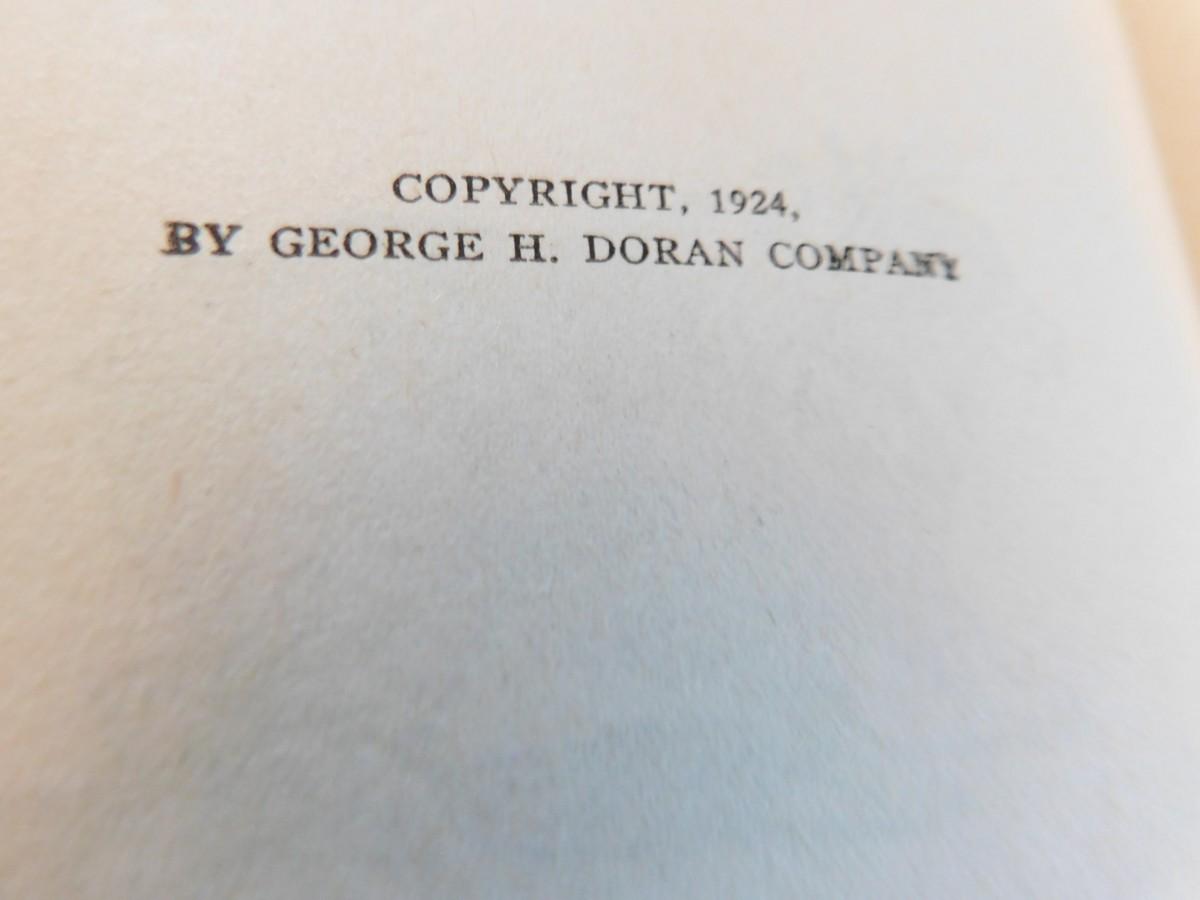 COPYRIGHT, 1924,
BY GEORGE H. DORAN COMPANY